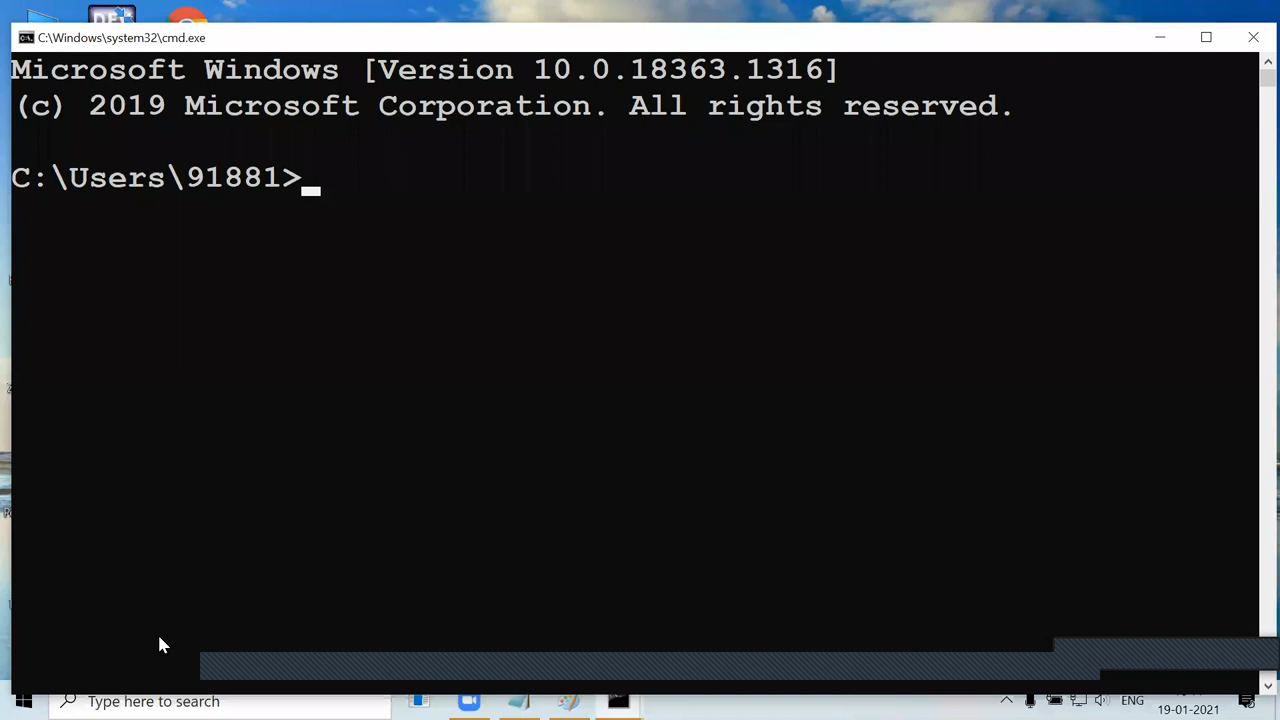 C:\Windows\system32\cmd.exe
Microsoft Windows [Version 10.0.18363.1316]
(c) 2019 Microsoft Corporation. All rights reserved.
C:\Users\91881>
Type here to search
ENG
19-01-2021